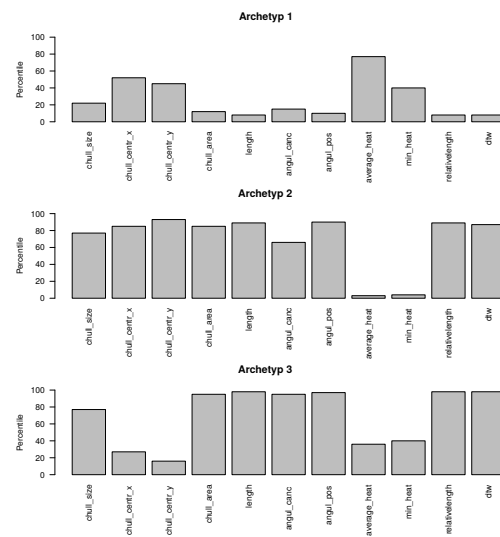 Archetyp 1
Percentile
100
80
60
40
20
0
chull_size
chull_centr_x
chull_centr_y
chull_area
length
angul_canc
angul_pos
average_heat
min_heat
relativelength
dtw
Archetyp 2
Percentile
100
80
60
40
20
0
chull_size
chull_centr_x
chull_centr_y
chull_area
length
angul_canc
angul_pos
average_heat
min_heat
relativelength
dtw
Archetyp 3
Percentile
100
80
60
40
20
0
chull_size
chull_centr_x
chull_centr_y
chull_area
length
angul_canc
angul_pos
average_heat
min_heat
relativelength
dtw